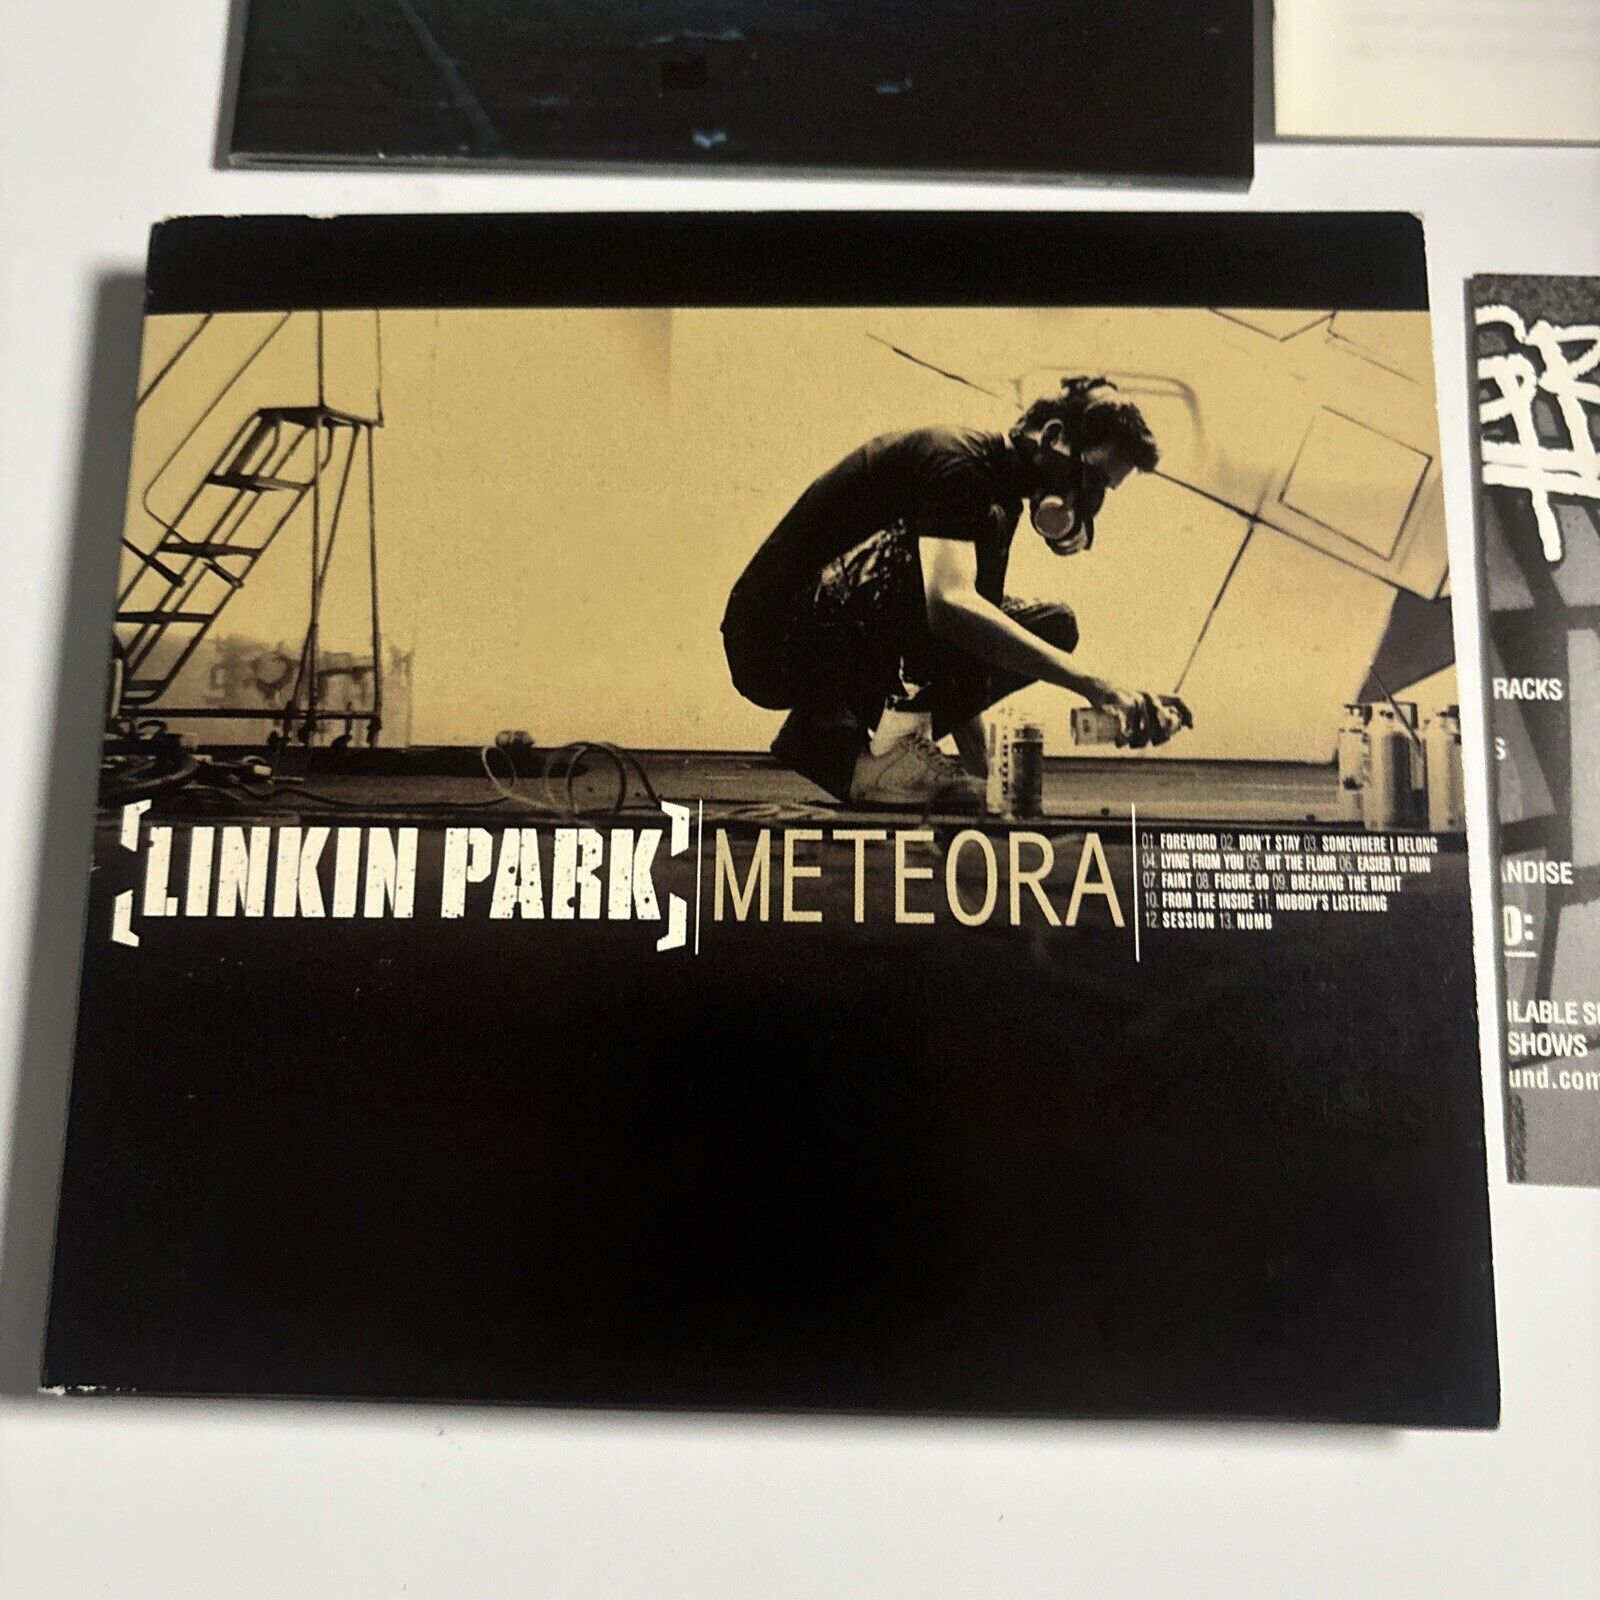 [LINKIN PARK] METEORA
01. FOREWORD 02. DON'T STAY 03. SOMEWHERE I BELONG
04. LYING FROM YOU 05. HIT THE FLOOR 06. EASIER TO RUN
07. FAINT 08. FIGURE.09 09. BREAKING THE HABIT
10. FROM THE INSIDE 11. NOBODY'S LISTENING
12. SESSION 13. NUMB
RACKS
S
NDISE
D:
ILABLE
SHOWS
und.com